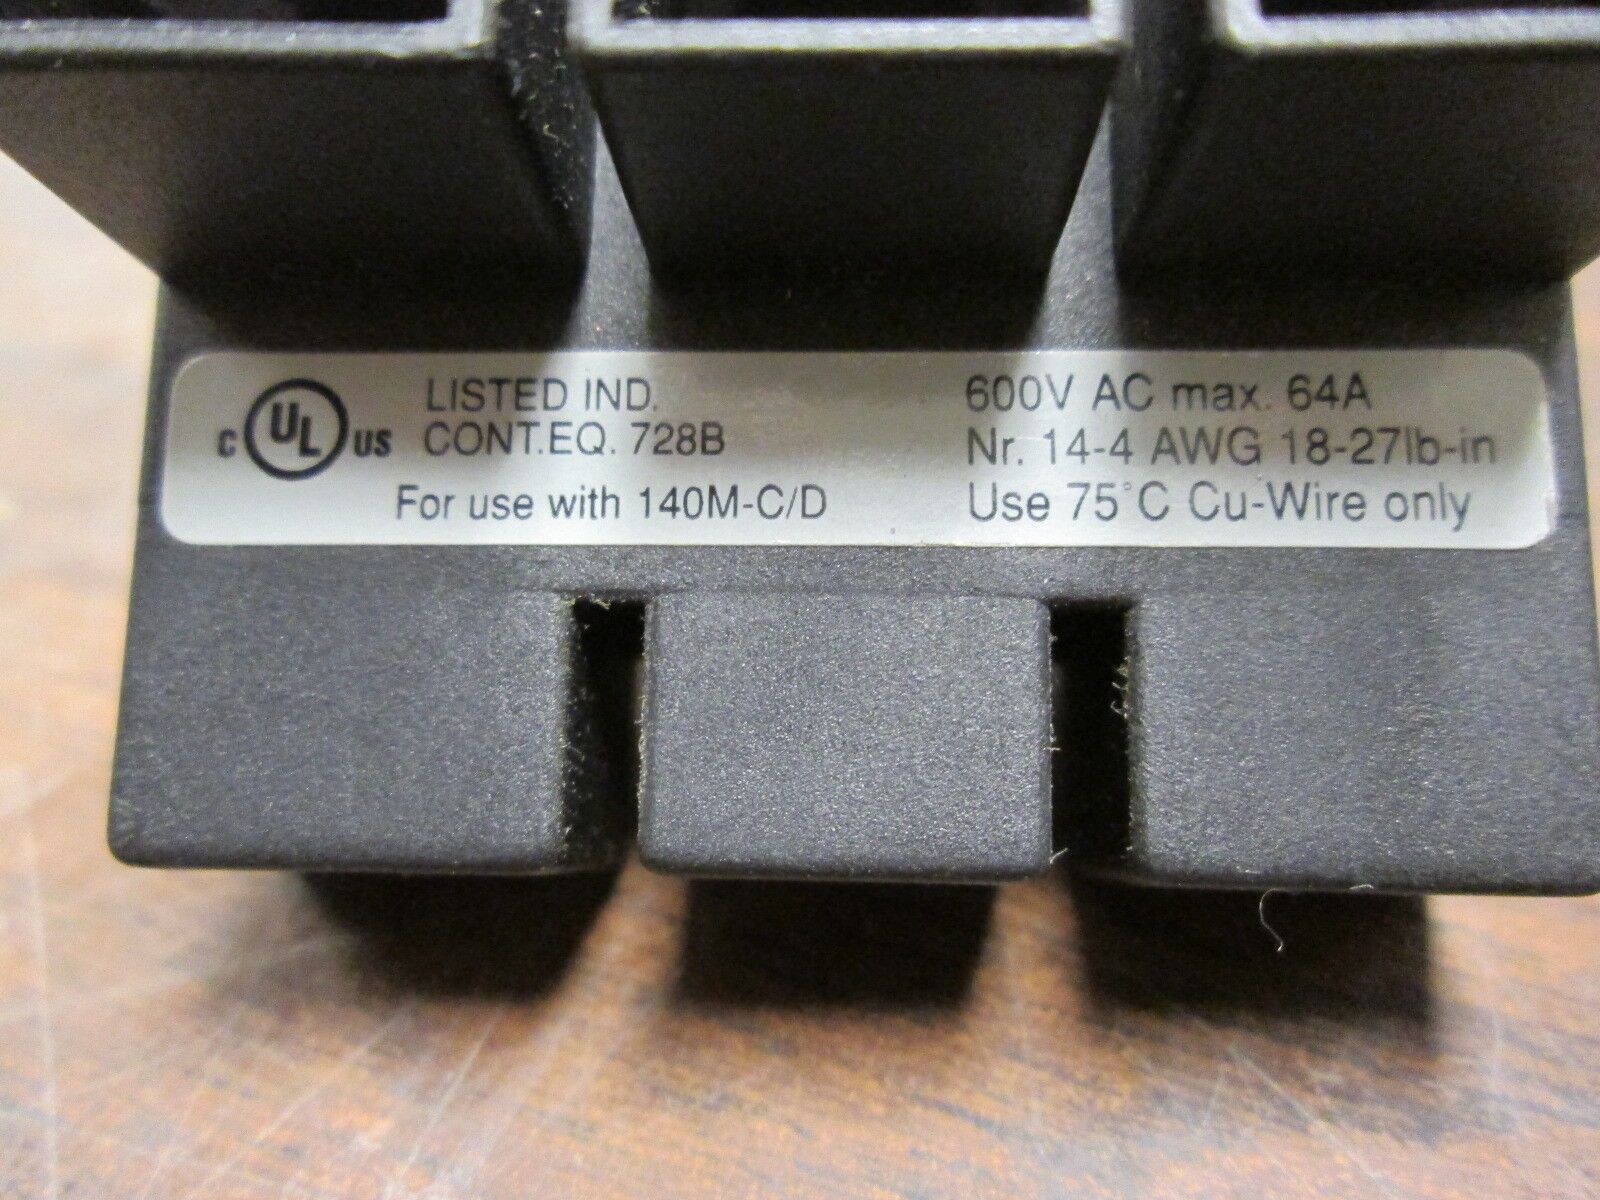 C UL US
LISTED IND.
CONT.EQ. 728B
For use with 140M-C/D
600V AC max. 64A
Nr. 14-4 AWG 18-27lb-in
Use 75°C Cu-Wire only